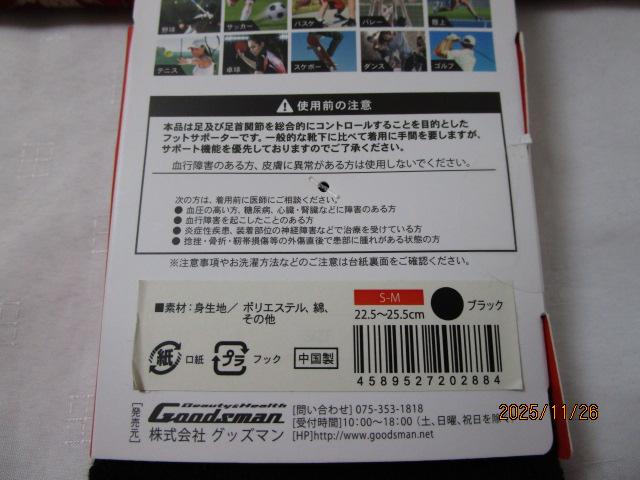 野球
サッカー
バスケ
バレー
陸上
テニス
卓球
スケボー
ダンス
ゴルフ
使用前の注意
本品は足及び足首関節を総合的にコントロールすることを目的とした
フットサポーターです。一般的な靴下に比べて着用に手間を要しますが、
サポート機能を優先しておりますのでご了承ください。
血行障害のある方、皮膚に異常がある方は使用しないでください。
次の方は、着用前に医師にご相談ください。
● 血圧の高い方、糖尿病、心臓・腎臓などに障害のある方
● 血行障害を起こしたことのある方
● 炎症性疾患、装着部位の神経障害などで治療を受けている方
● 捻挫・骨折・靭帯損傷等の外傷直後で患部に腫れがある状態の方
※注意事項やお洗濯方法などのご注意は台紙裏面をご確認ください。
■素材:身生地/ ポリエステル、綿、
その他
S-M
22.5～25.5cm
ブラック
紙 口紙
プラ フック
中国製
4589527202884
[発売元]
Beauty&Health
Goodsman
株式会社 グッズマン
[問い合わせ] 075-353-1818
[受付時間]10:00～18:00 (土、日曜、祝日を除
[HP]http://www.goodsman.net
2025/11/26